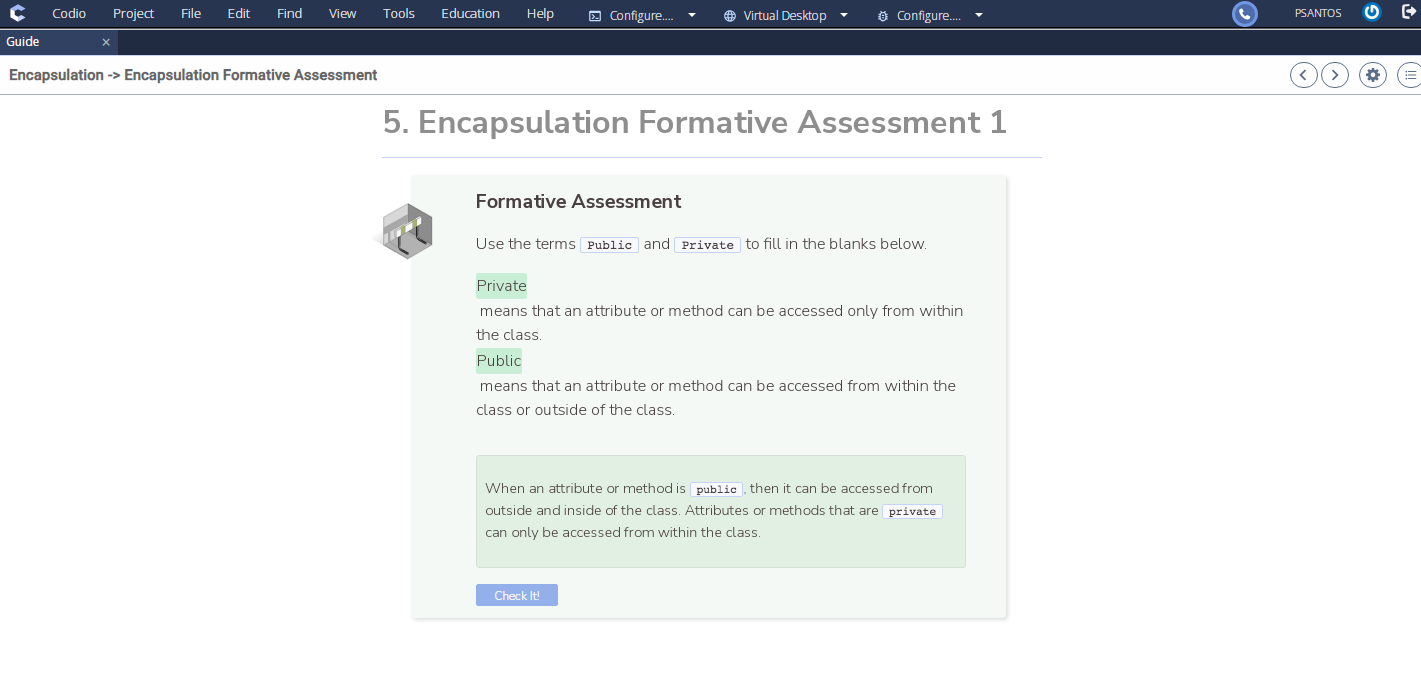 Codio Project File Edit Find View Tools Education Help Configure.... Virtual Desktop Configure.... PSANTOS
Guide ×
Encapsulation -> Encapsulation Formative Assessment
5. Encapsulation Formative Assessment 1
Formative Assessment
Use the terms Public and Private to fill in the blanks below.
Private
means that an attribute or method can be accessed only from within
the class.
Public
means that an attribute or method can be accessed from within the
class or outside of the class.
When an attribute or method is public, then it can be accessed from
outside and inside of the class. Attributes or methods that are private
can only be accessed from within the class.
Check It!